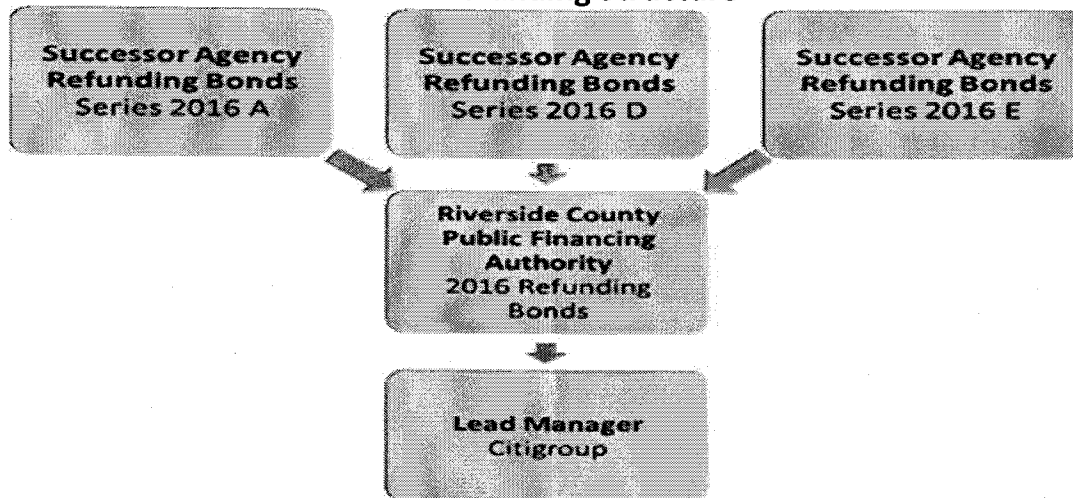 Successor Agency
Refunding Bonds
Series 2016 A
Successor Agency
Refunding Bonds
Series 2016 D
Successor Agency
Refunding Bonds
Series 2016 E
Riverside County
Public Financing
Authority
2016 Refunding
Bonds
Lead Manager
Citigroup